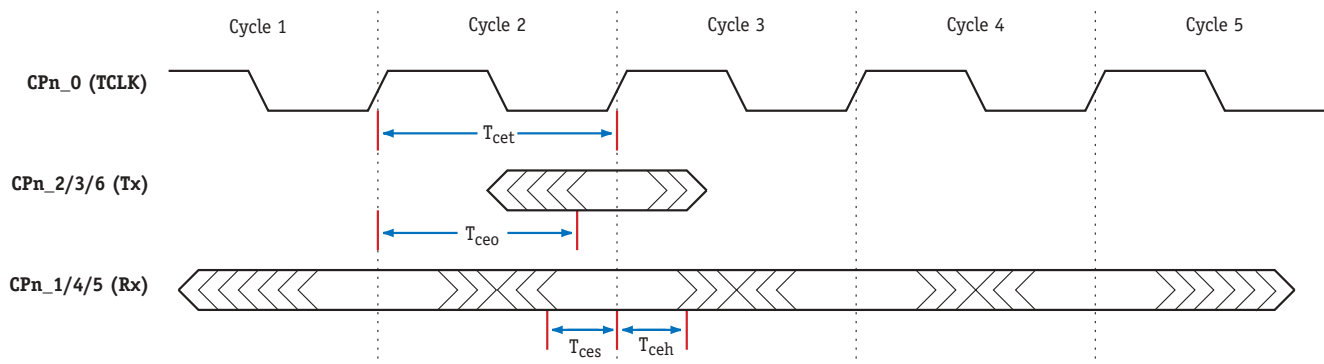 Cycle 1 Cycle 2 Cycle 3 Cycle 4 Cycle 5
CPn_0 (TCLK)
Tcet
CPn_2/3/6 (Tx)
Tceo
CPn_1/4/5 (Rx)
Tces Tceh